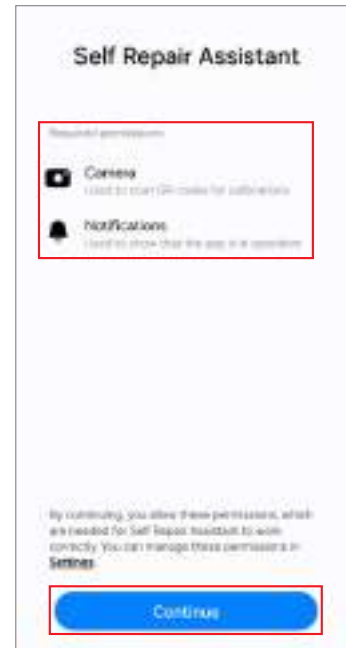 Self Repair Assistant
Required permissions
Camera
Used to scan QR codes for calibrations
Notifications
Used to show that the app is in operation
By continuing, you allow these permissions, which
are needed for Self Repair Assistant to work
correctly. You can manage these permissions in
Settings.
Continue